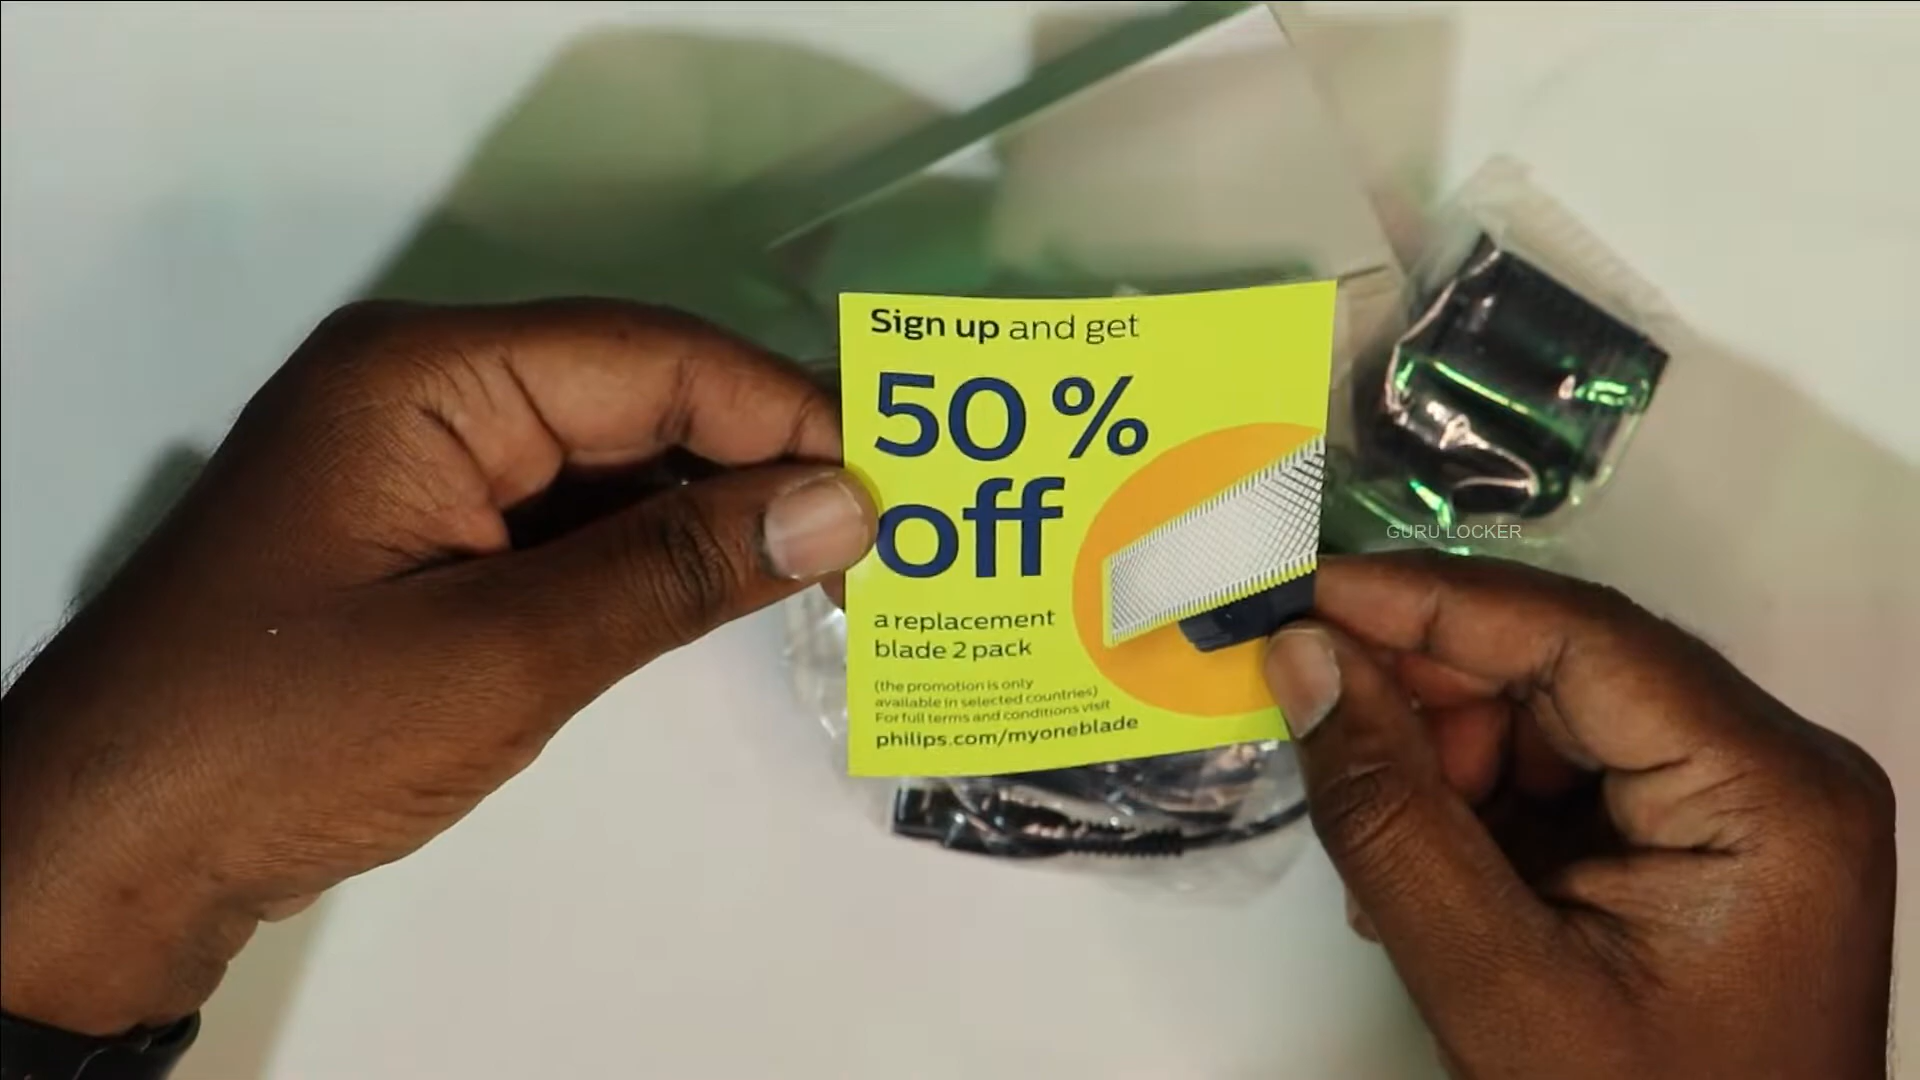 Sign up and get
50 %
off
a replacement
blade 2 pack
(the promotion is only
available in selected countries)
For full terms and conditions visit
philips.com/myoneblade
GURU LOCKER